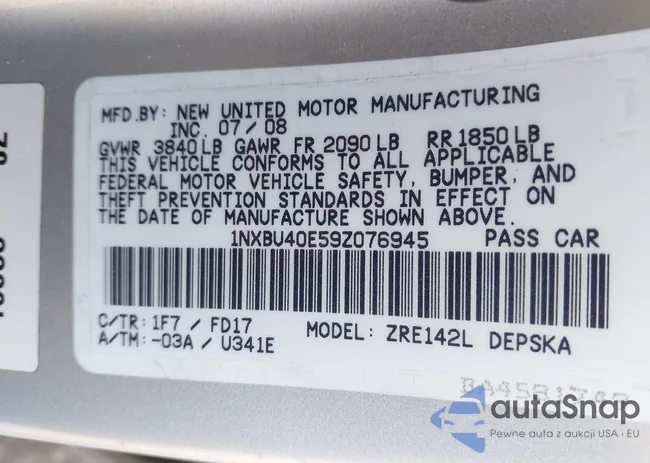 MFD.BY: NEW UNITED MOTOR MANUFACTURING
INC. 07/08
GVWR 3840LB GAWR FR 2090LB RR 1850LB
THIS VEHICLE CONFORMS TO ALL APPLICABLE
FEDERAL MOTOR VEHICLE SAFETY, BUMPER, AND
THEFT PREVENTION STANDARDS IN EFFECT ON
THE DATE OF MANUFACTURE SHOWN ABOVE.
1NXBU40E59Z076945 PASS CAR
C/TR: 1F7 / FD17 MODEL: ZRE142L DEPSKA
A/TM: -03A / U341E
autaSnap
Pewne auta z aukcji USA i EU